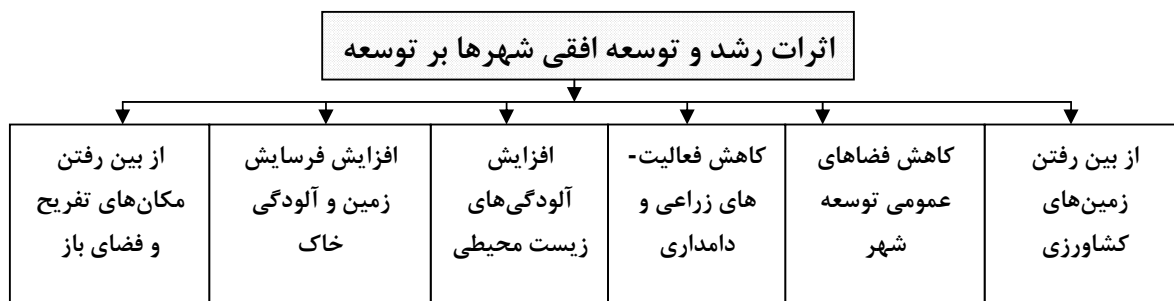 اثرات رشد و توسعه افقی شهرها بر توسعه
از بین رفتن
زمین‌های
کشاورزی
کاهش فضاهای
عمومی توسعه
شهر
کاهش فعالیت-
های زراعی و
دامداری
افزایش
آلودگی‌های
زیست محیطی
افزایش فرسایش
زمین و آلودگی
خاک
از بین رفتن
مکان‌های تفریح
و فضای باز